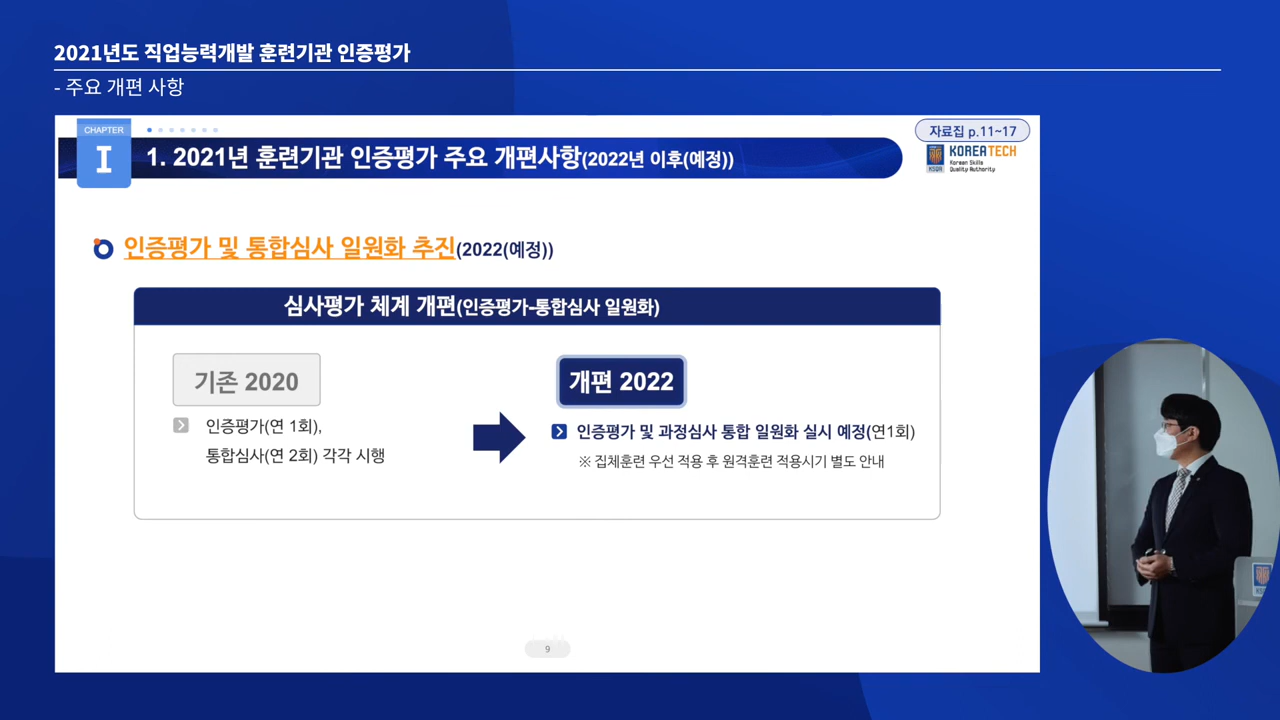 2021년도 직업능력개발 훈련기관 인증평가
- 주요 개편 사항
CHAPTER
I
1. 2021년 훈련기관 인증평가 주요 개편사항(2022년 이후(예정))
자료집 p.11~17
KOREATECH
Korean Skills
Quality Authority
KSQA
인증평가 및 통합심사 일원화 추진(2022(예정))
심사평가 체계 개편(인증평가-통합심사 일원화)
기존 2020
인증평가(연 1회),
통합심사(연 2회) 각각 시행
개편 2022
인증평가 및 과정심사 통합 일원화 실시 예정(연1회)
※ 집체훈련 우선 적용 후 원격훈련 적용시기 별도 안내
9